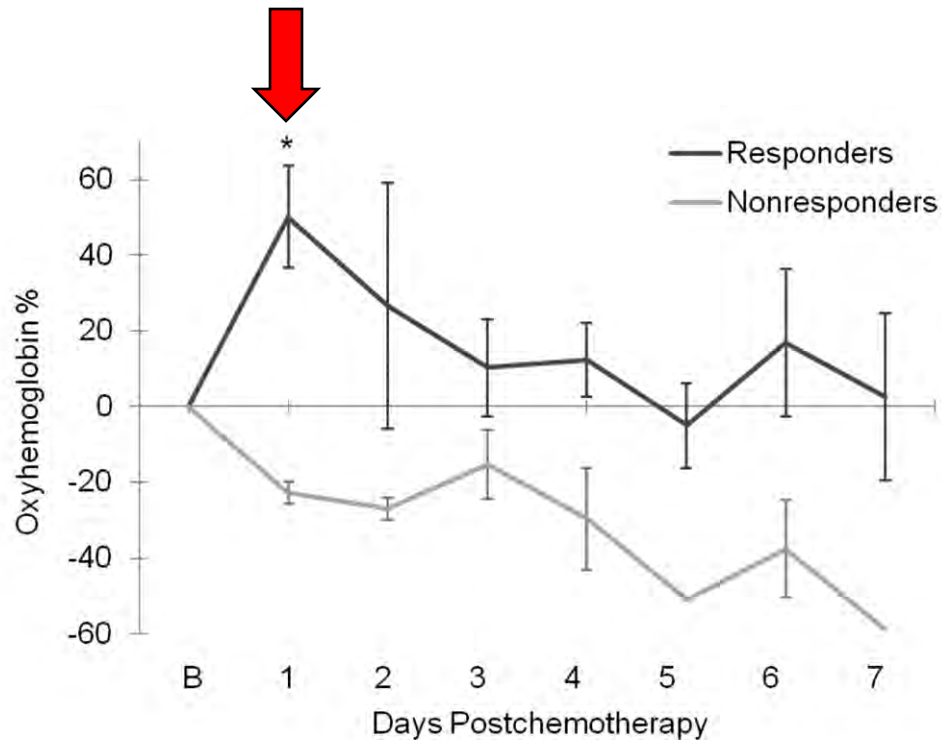 *
Responders
Nonresponders
60
40
20
0
-20
-40
-60
Oxyhemoglobin %
B 1 2 3 4 5 6 7
Days Postchemotherapy